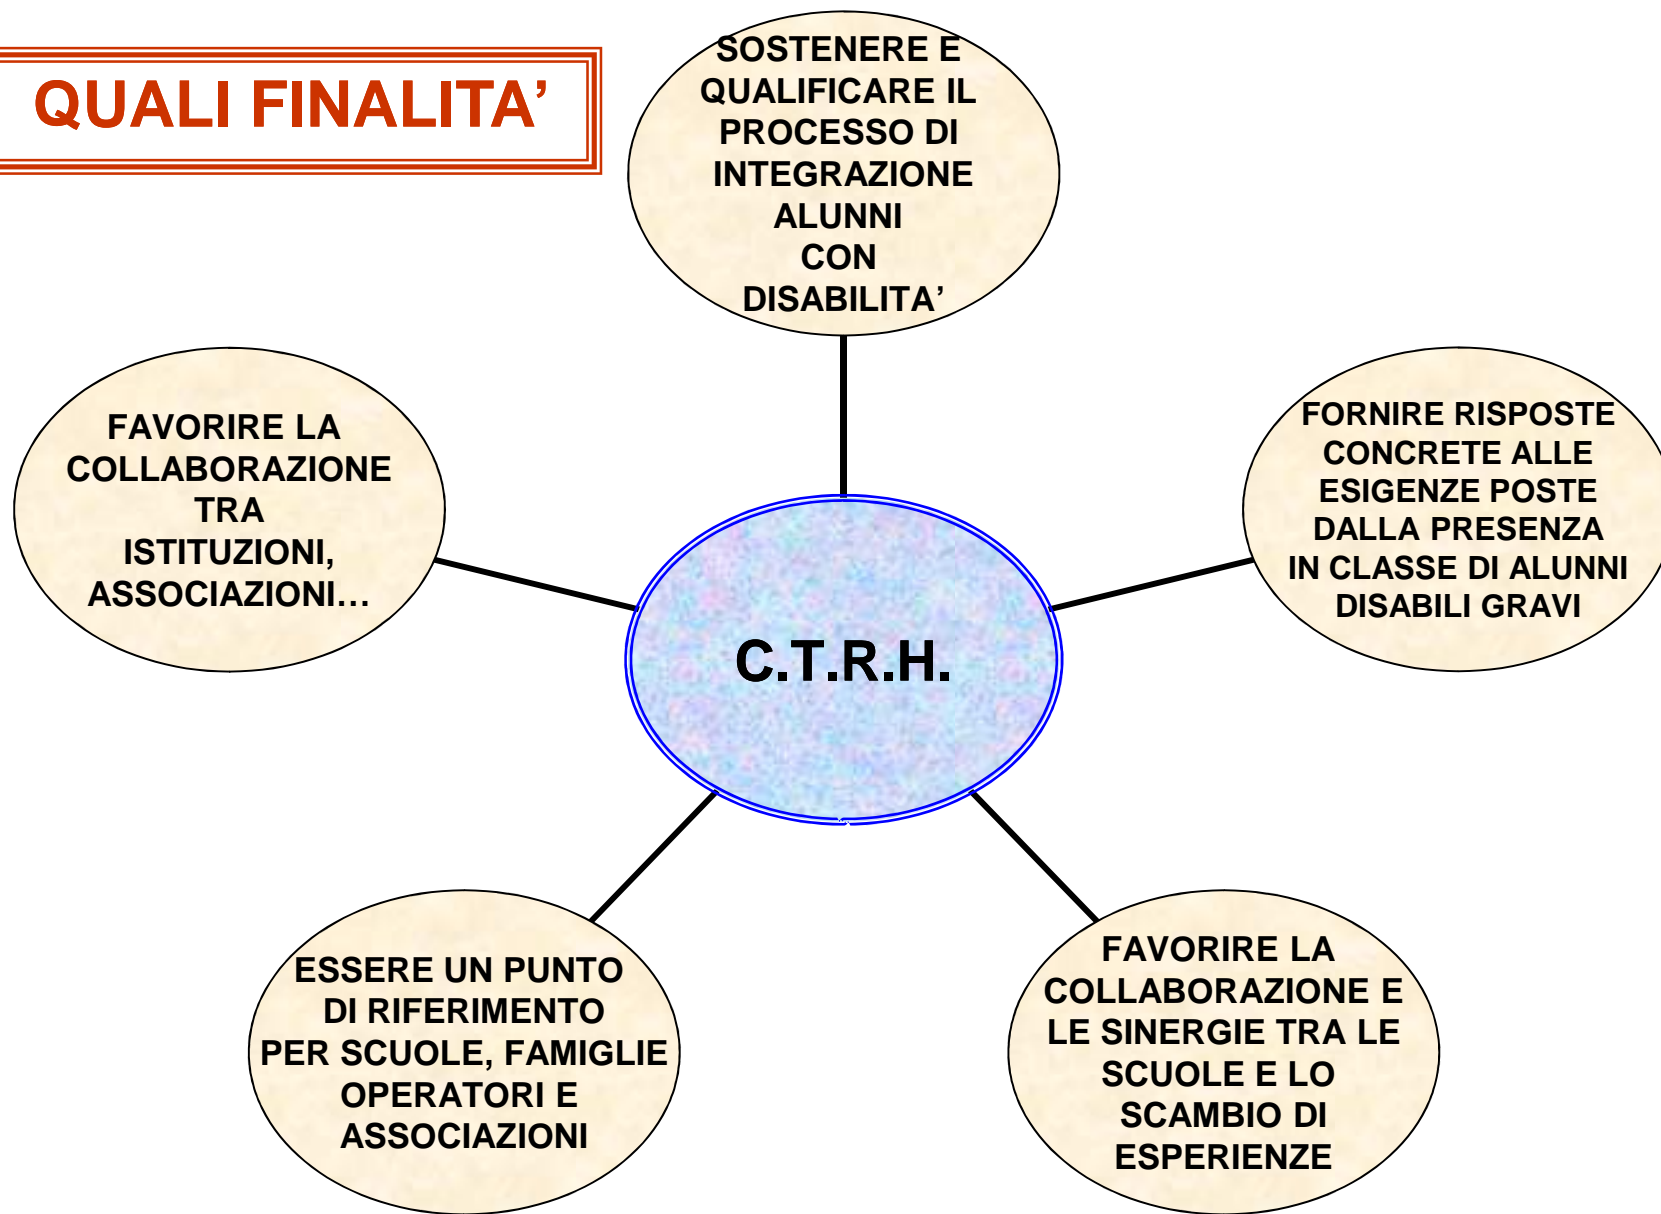 QUALI FINALITA’
SOSTENERE E
QUALIFICARE IL
PROCESSO DI
INTEGRAZIONE
ALUNNI
CON
DISABILITA’
FAVORIRE LA
COLLABORAZIONE
TRA
ISTITUZIONI,
ASSOCIAZIONI…
FORNIRE RISPOSTE
CONCRETE ALLE
ESIGENZE POSTE
DALLA PRESENZA
IN CLASSE DI ALUNNI
DISABILI GRAVI
C.T.R.H.
ESSERE UN PUNTO
DI RIFERIMENTO
PER SCUOLE, FAMIGLIE
OPERATORI E
ASSOCIAZIONI
FAVORIRE LA
COLLABORAZIONE E
LE SINERGIE TRA LE
SCUOLE E LO
SCAMBIO DI
ESPERIENZE